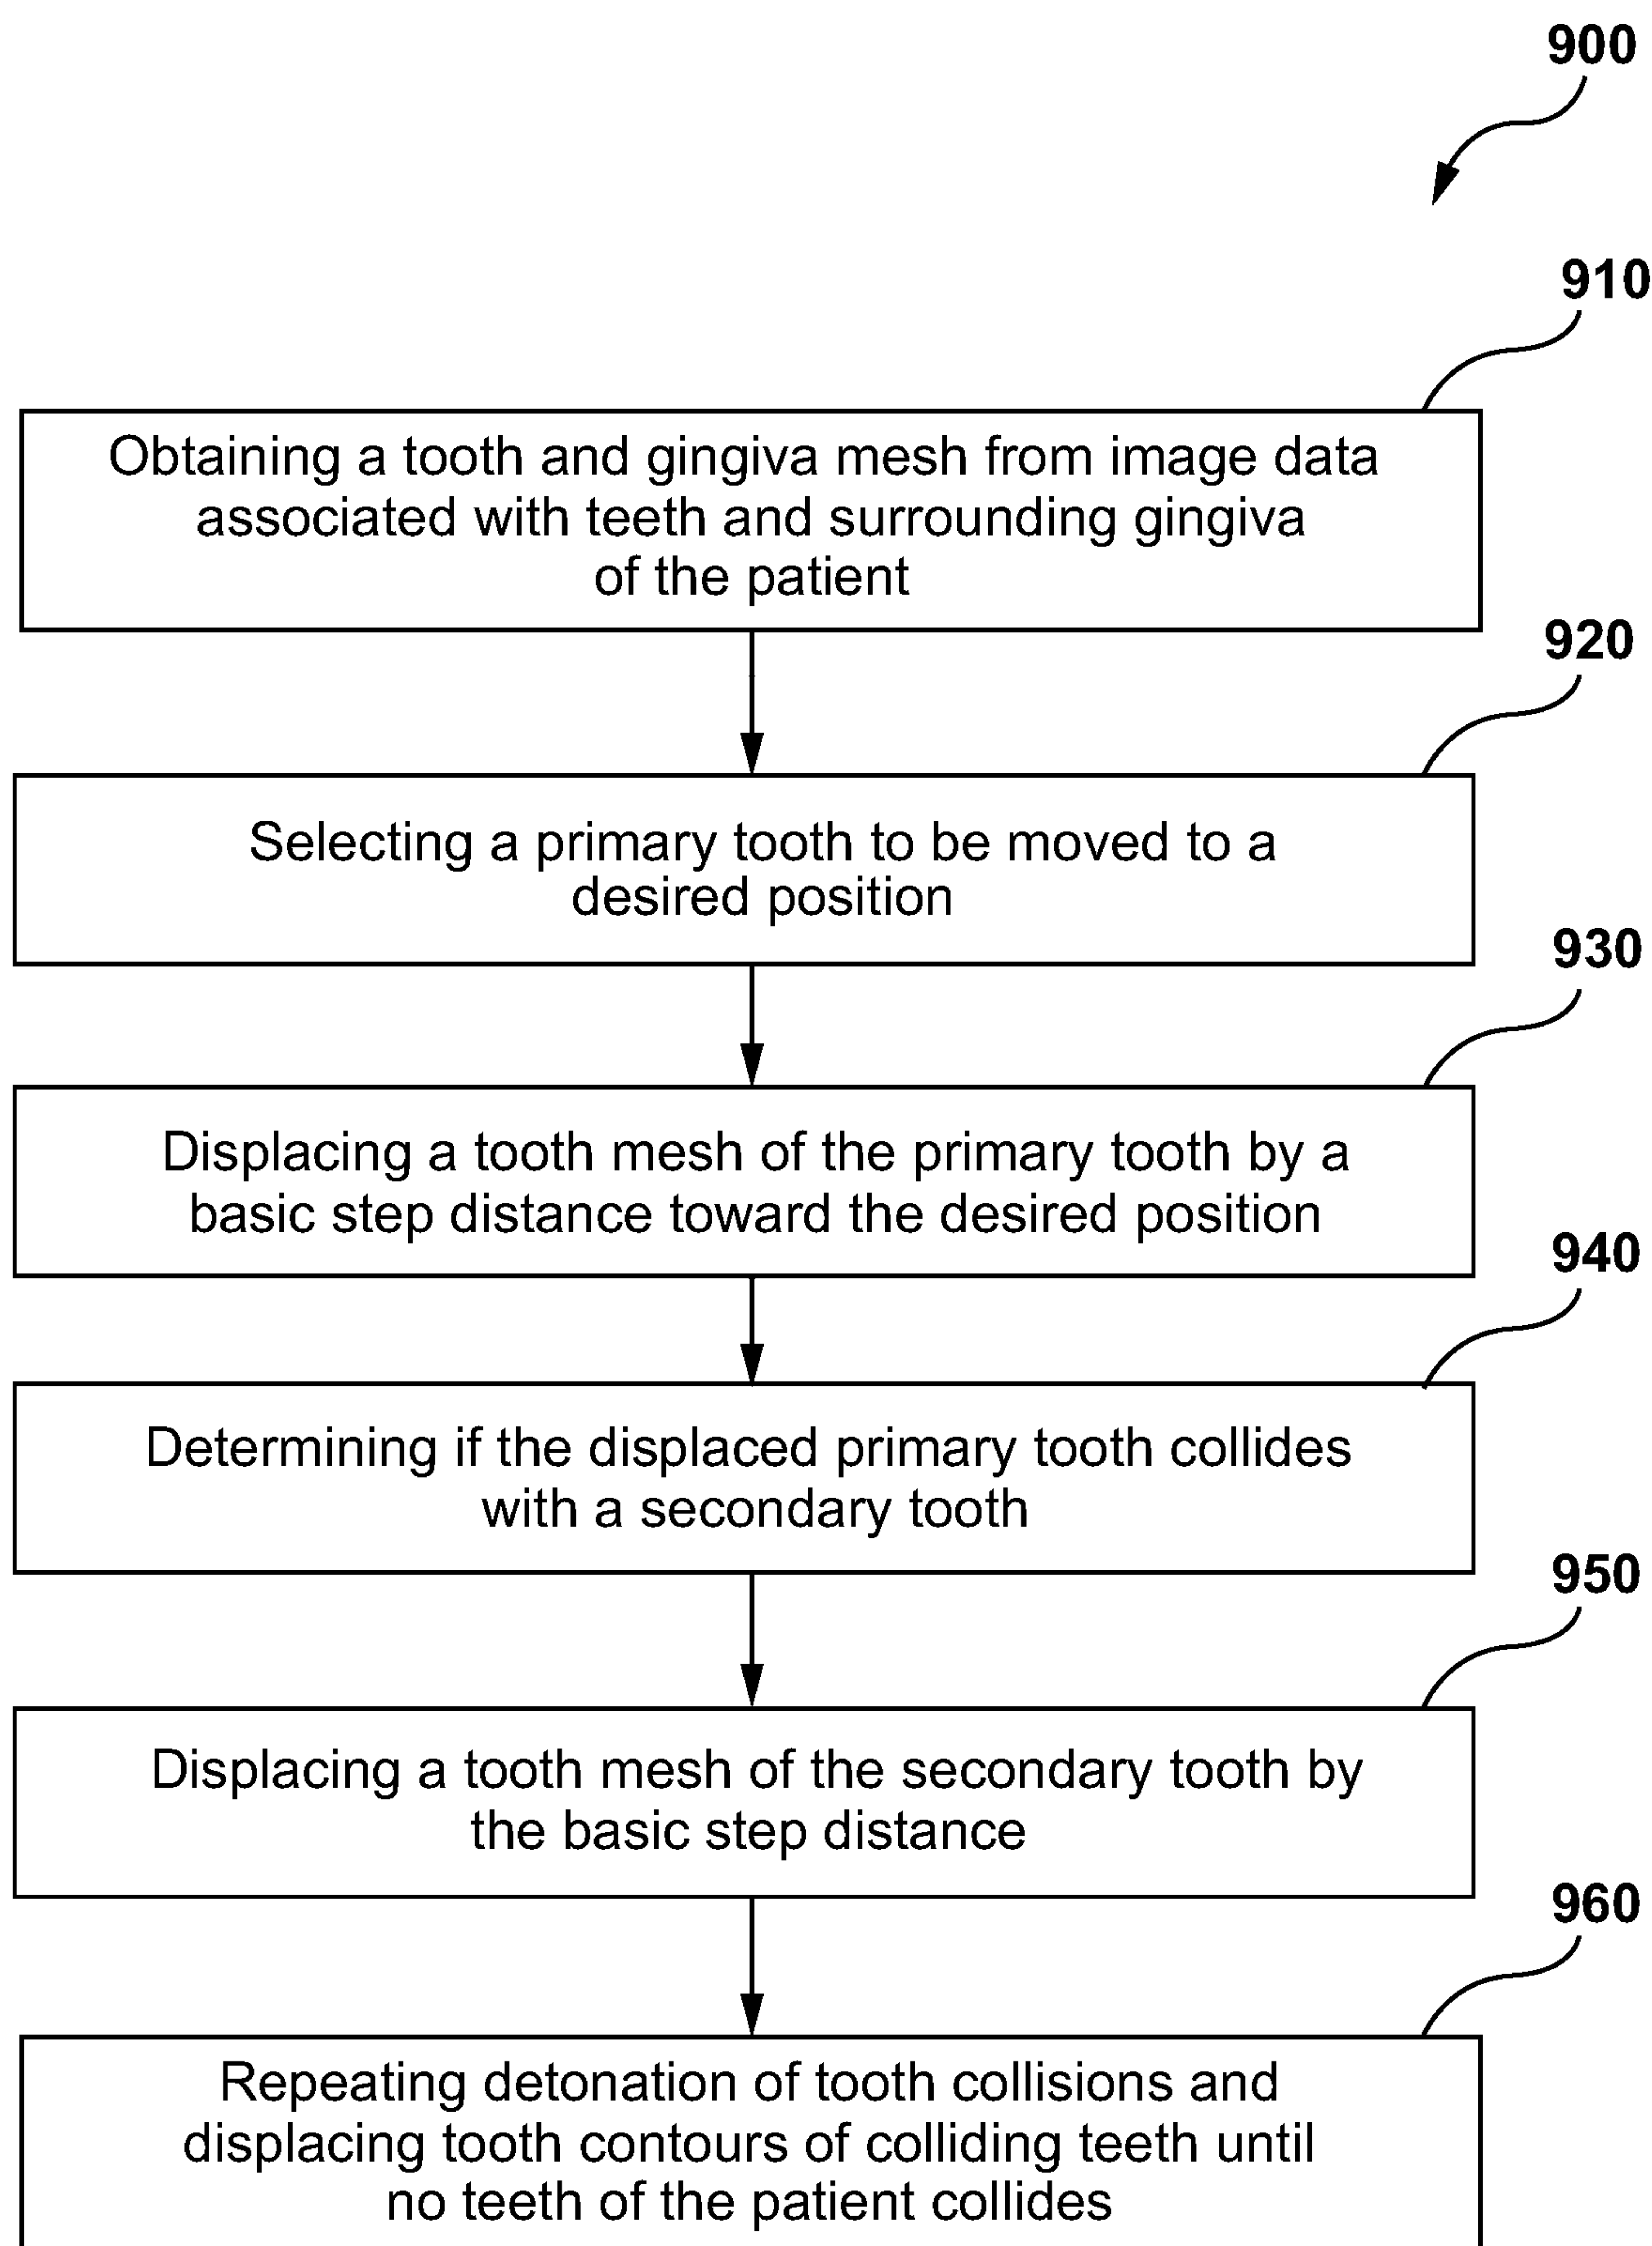 900
910
Obtaining a tooth and gingiva mesh from image data
associated with teeth and surrounding gingiva
of the patient
920
Selecting a primary tooth to be moved to a
desired position
930
Displacing a tooth mesh of the primary tooth by a
basic step distance toward the desired position
940
Determining if the displaced primary tooth collides
with a secondary tooth
950
Displacing a tooth mesh of the secondary tooth by
the basic step distance
960
Repeating detonation of tooth collisions and
displacing tooth contours of colliding teeth until
no teeth of the patient collides